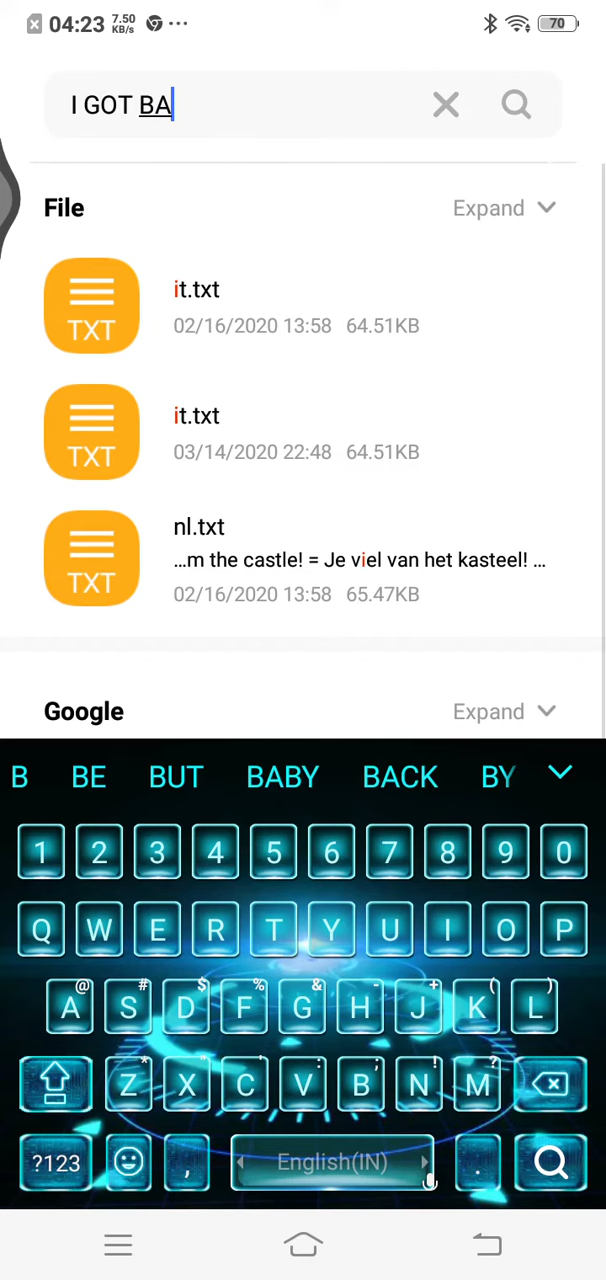 04:23 7.50 KB/s ... 70
I GOT BA
File Expand
it.txt
02/16/2020 13:58 64.51KB
it.txt
03/14/2020 22:48 64.51KB
nl.txt
...m the castle! = Je viel van het kasteel! ...
02/16/2020 13:58 65.47KB
TXT
TXT
TXT
Google Expand
B BE BUT BABY BACK BY
1 2 3 4 5 6 7 8 9 0
Q W E R T Y U I O P
@ # $ % & - + ( )
A S D F G H J K L
* " ' : ; ! ?
Z X C V B N M
?123 , English(IN) .